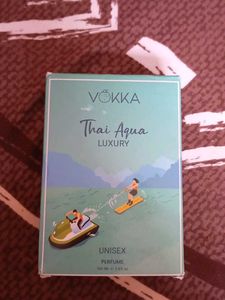 VOKKA
Thai Aqua
LUXURY
UNISEX
PERFUME